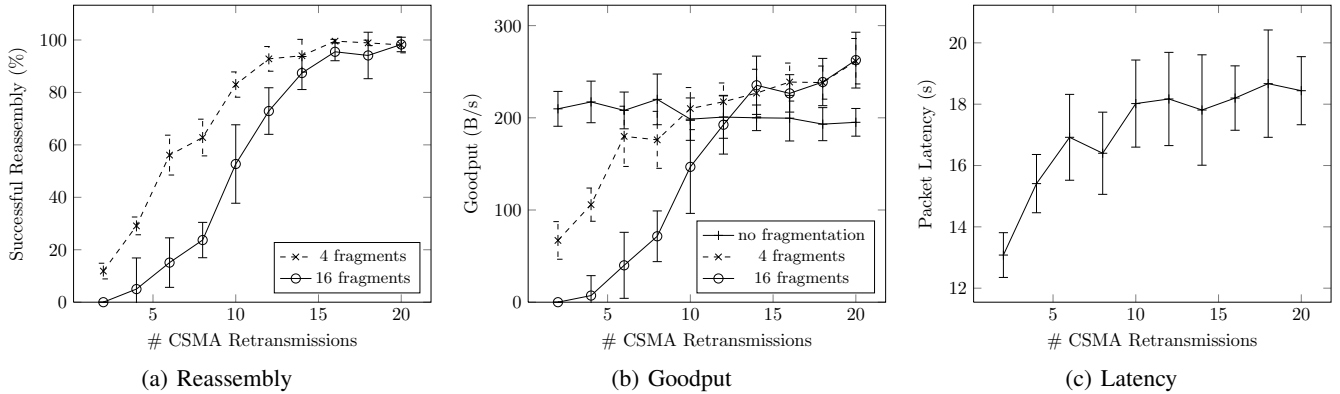 100
80
60
40
20
0
Successful Reassembly (%)
4 fragments
16 fragments
5 10 15 20
# CSMA Retransmissions
(a) Reassembly
300
200
100
0
Goodput (B/s)
no fragmentation
4 fragments
16 fragments
5 10 15 20
# CSMA Retransmissions
(b) Goodput
20
18
16
14
12
Packet Latency (s)
5 10 15 20
# CSMA Retransmissions
(c) Latency